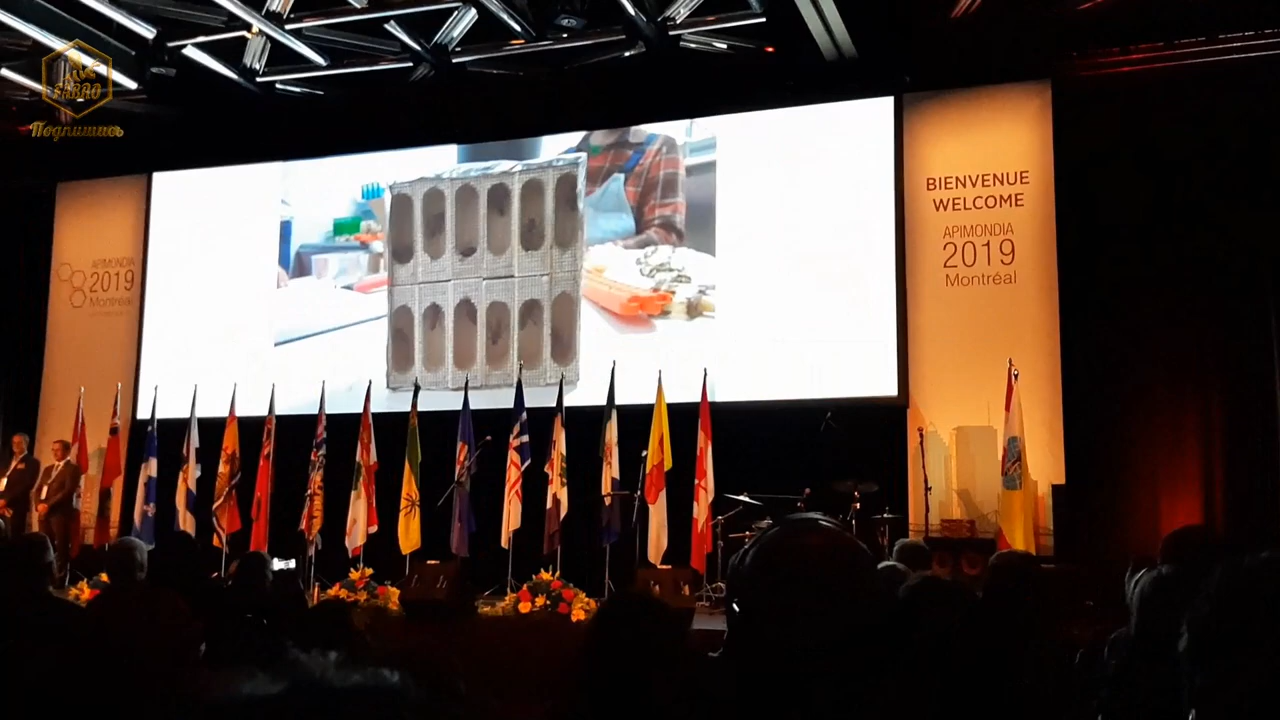 Подпишись
APIMONDIA
2019
Montréal
BIENVENUE
WELCOME
APIMONDIA
2019
Montréal